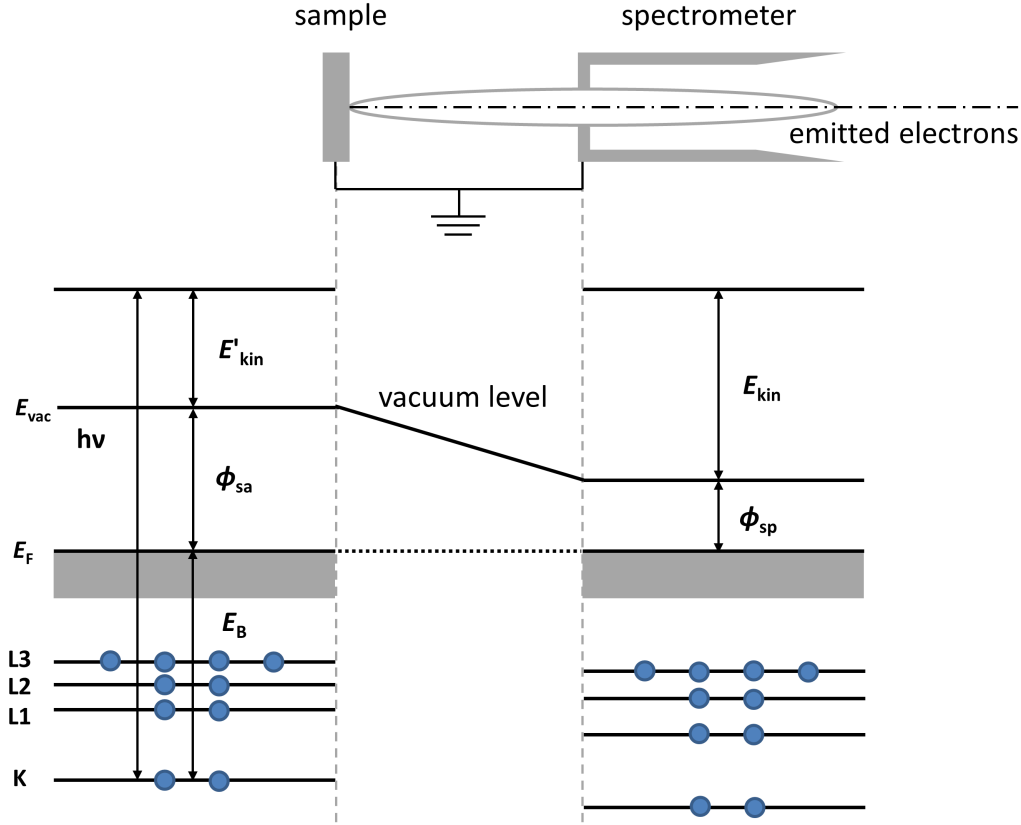 sample
spectrometer
emitted electrons
E'kin
Evac
vacuum level
Ekin
hν
ϕsa
ϕsp
EF
EB
L3
L2
L1
K